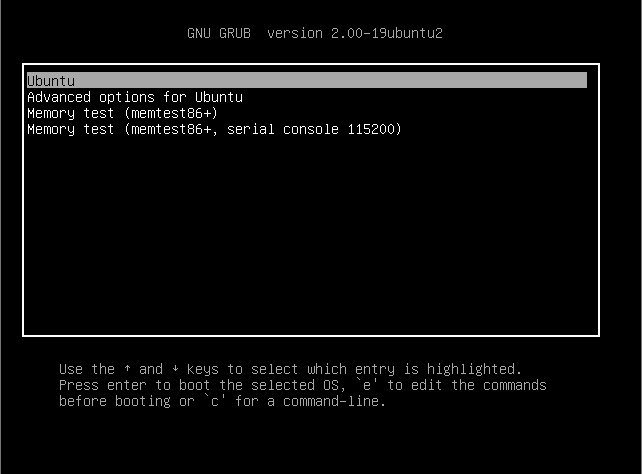 GNU GRUB  version 2.00-19ubuntu2
Ubuntu
Advanced options for Ubuntu
Memory test (memtest86+)
Memory test (memtest86+, serial console 115200)
Use the ↑ and ↓ keys to select which entry is highlighted.
Press enter to boot the selected OS, `e' to edit the commands
before booting or `c' for a command-line.